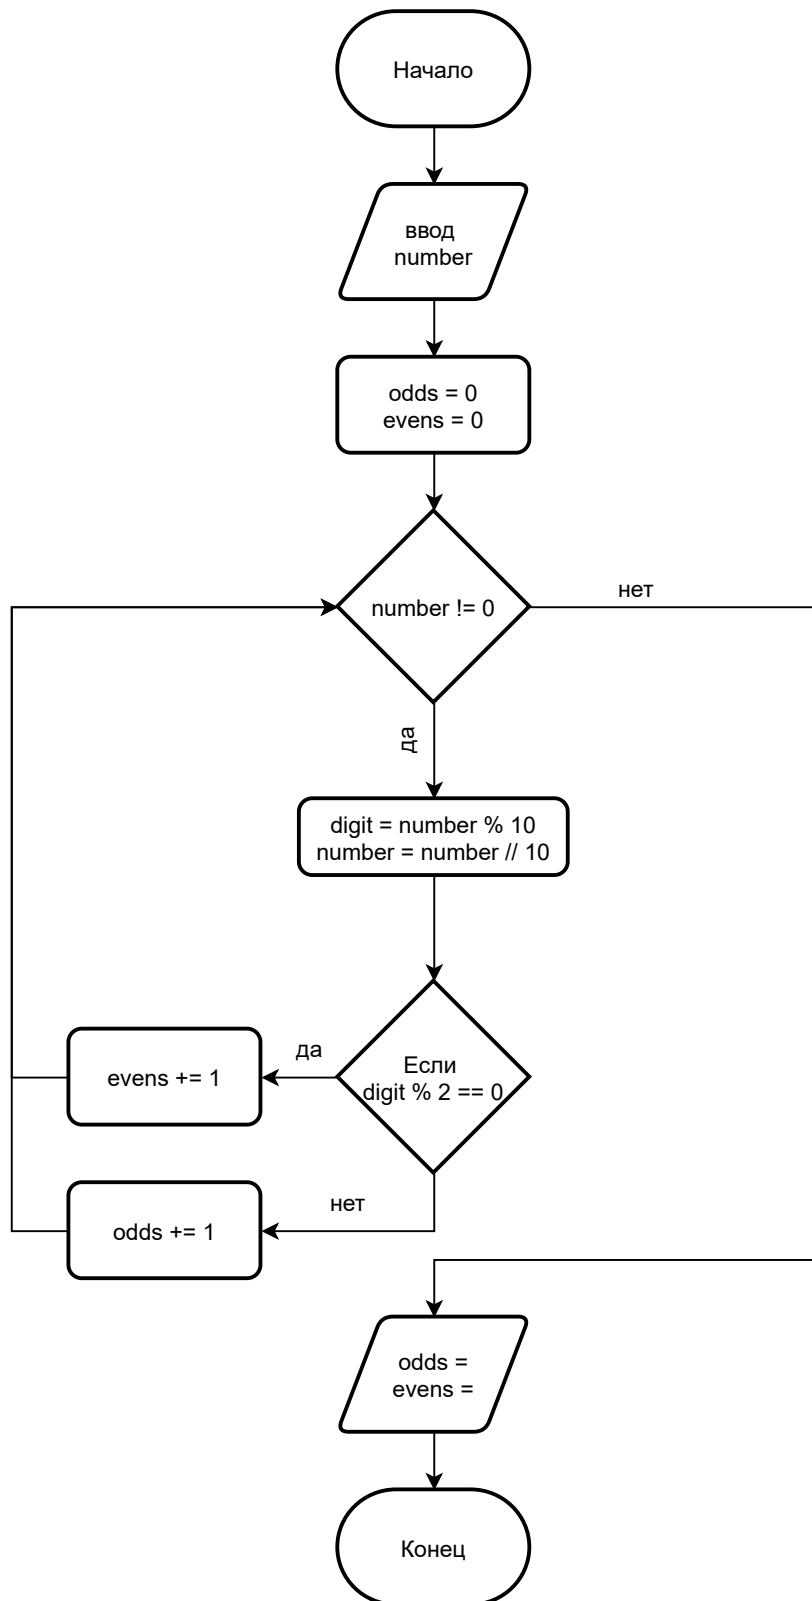 Начало
ввод
number
odds = 0
evens = 0
number != 0
нет
да
digit = number % 10
number = number // 10
Если
digit % 2 == 0
да
evens += 1
нет
odds += 1
odds =
evens =
Конец